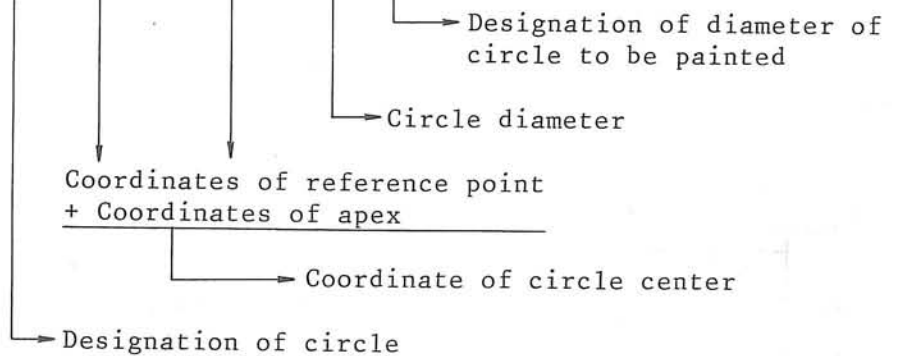 Designation of diameter of
circle to be painted
Circle diameter
Coordinates of reference point
+ Coordinates of apex
Coordinate of circle center
Designation of circle